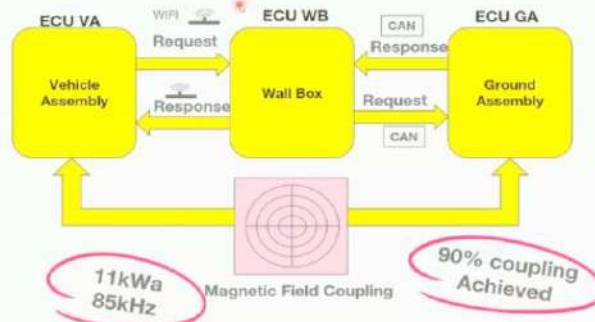 ECU VA
WIFI
ECU WB
CAN
ECU GA
Request
Response
Vehicle
Assembly
Wall Box
Ground
Assembly
Response
Request
CAN
11kWa
85kHz
Magnetic Field Coupling
90% coupling
Achieved